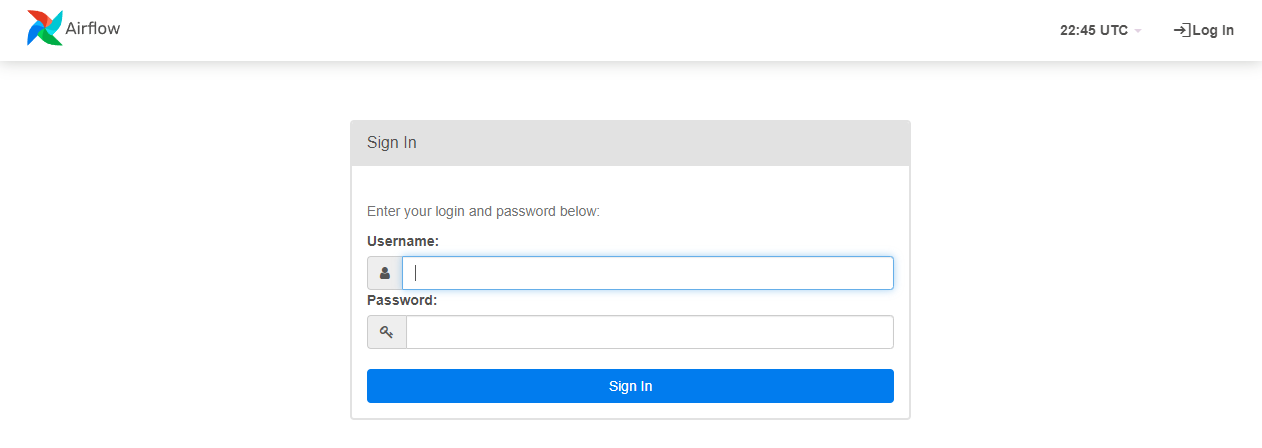 Airflow
22:45 UTC
Log In
Sign In
Enter your login and password below:
Username:
Password:
Sign In